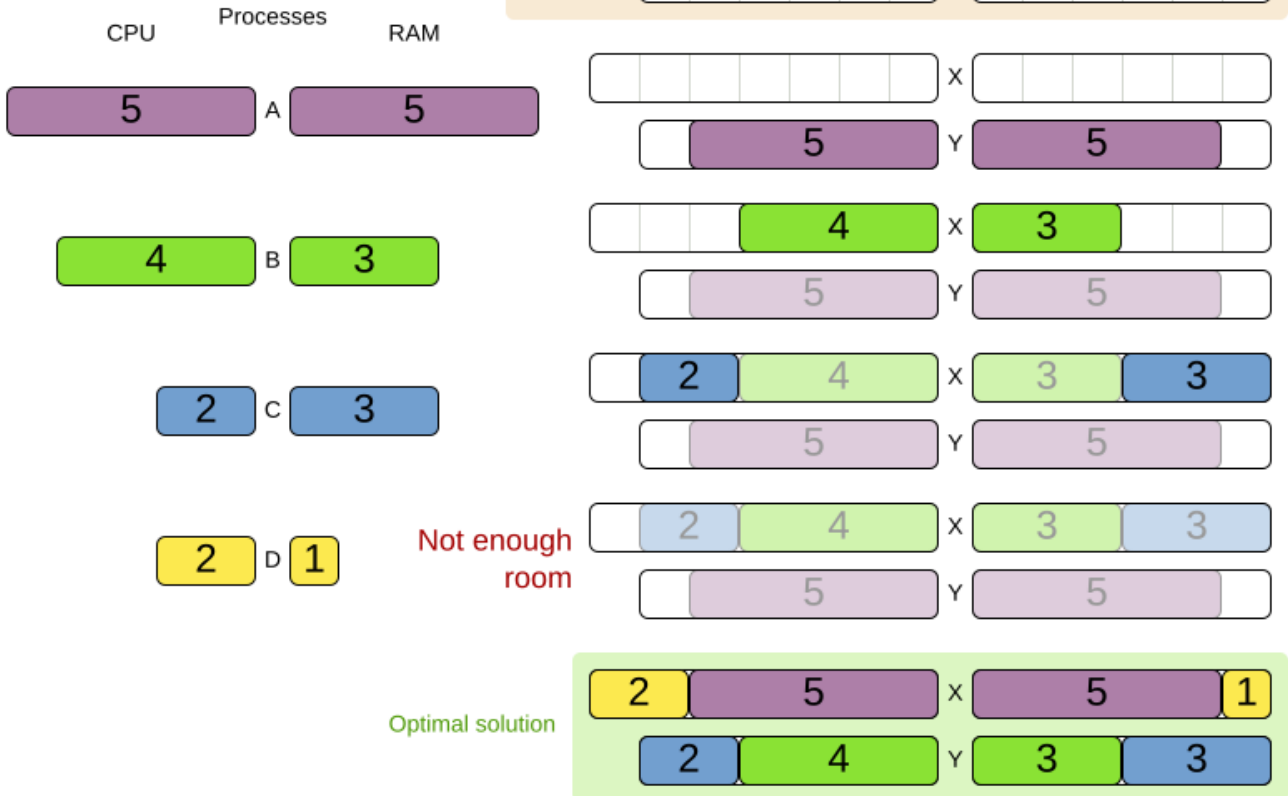 Processes
CPU RAM
X
5 A 5
5 Y 5
4 X 3
4 B 3
5 Y 5
2 4 X 3 3
2 C 3
5 Y 5
2 4 X 3 3
Not enough
room
2 D 1
5 Y 5
2 5 X 5 1
Optimal solution
2 4 Y 3 3